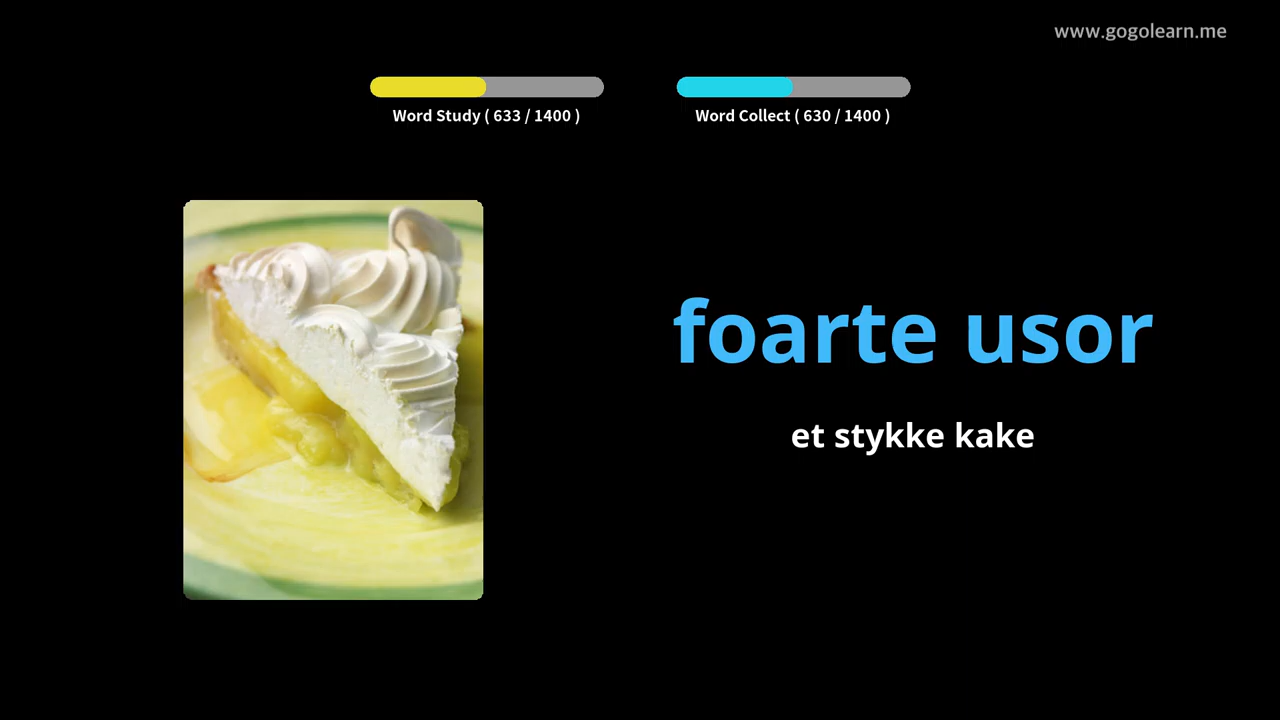 www.gogolearn.me
Word Study ( 633 / 1400 )
Word Collect ( 630 / 1400 )
foarte usor
et stykke kake